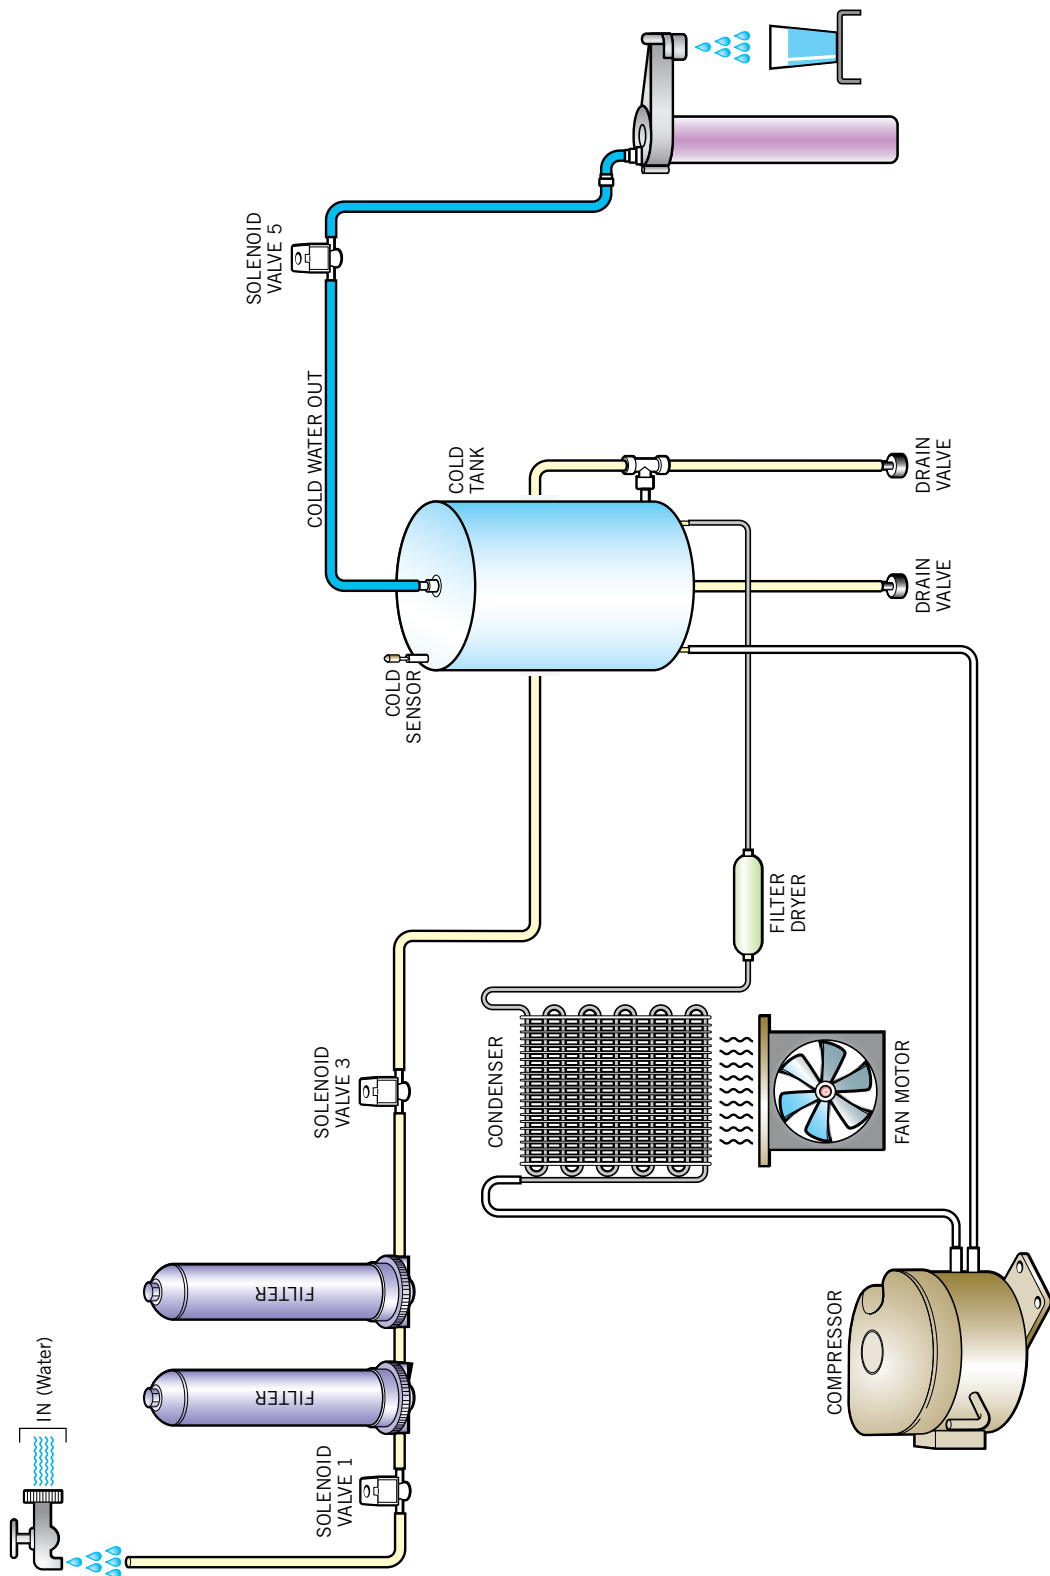 IN (Water)
SOLENOID
VALVE 1
FILTER
FILTER
SOLENOID
VALVE 3
COLD
SENSOR
COLD
TANK
COLD WATER OUT
SOLENOID
VALVE 5
DRAIN
VALVE
DRAIN
VALVE
FILTER
DRYER
CONDENSER
FAN MOTOR
COMPRESSOR